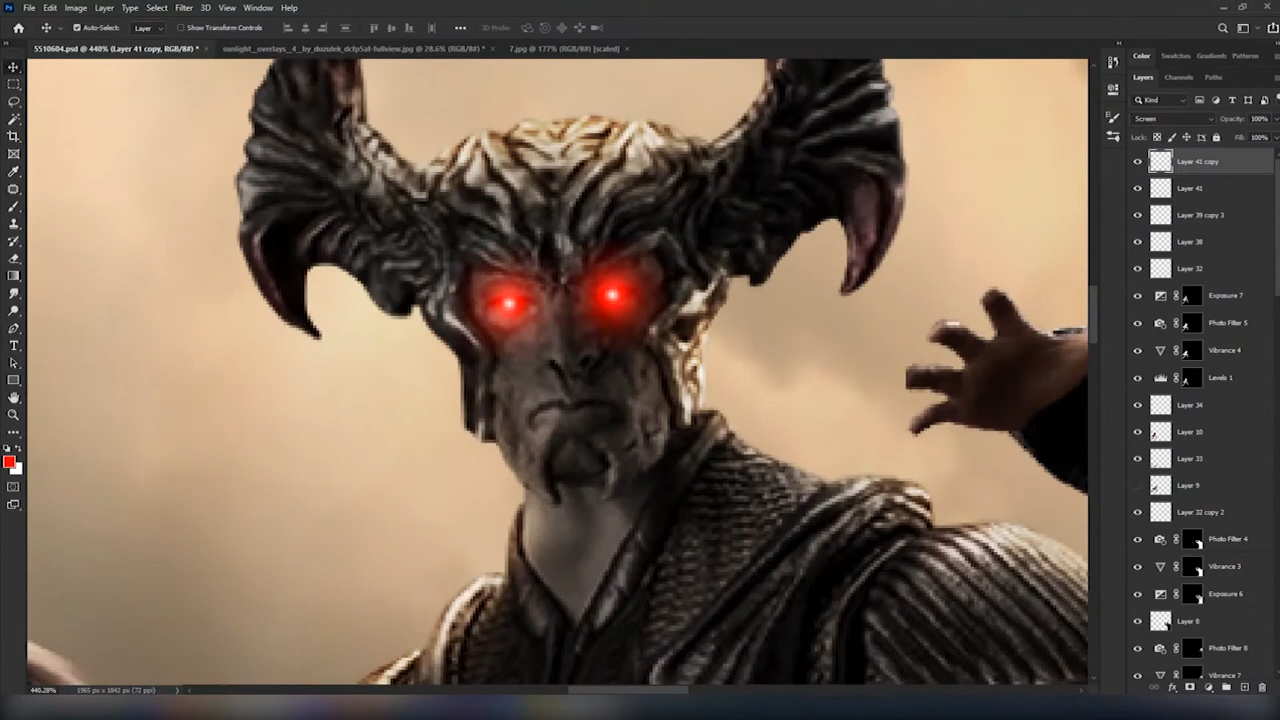 File Edit Image Layer Type Select Filter 3D View Window Help
Auto-Select: Layer Show Transform Controls 3D Mode:
5510604.psd @ 440% (Layer 41 copy, RGB/8#) * × sunlight_overlays_4_by_duzulek_dcfp5at-fullview.jpg @ 28.6% (RGB/8#) * × 7.jpg @ 177% (RGB/8#) [scaled] ×
Color Swatches Gradients Patterns
Layers Channels Paths
Kind
Screen Opacity: 100%
Lock: Fill: 100%
Layer 41 copy
Layer 41
Layer 39 copy 3
Layer 38
Layer 32
Exposure 7
Photo Filter 5
Vibrance 4
Levels 1
Layer 34
Layer 10
Layer 33
Layer 9
Layer 32 copy 2
Photo Filter 4
Vibrance 3
Exposure 6
Layer 8
Photo Filter 8
Vibrance 7
440.28% 1965 px x 1842 px (72 ppi)